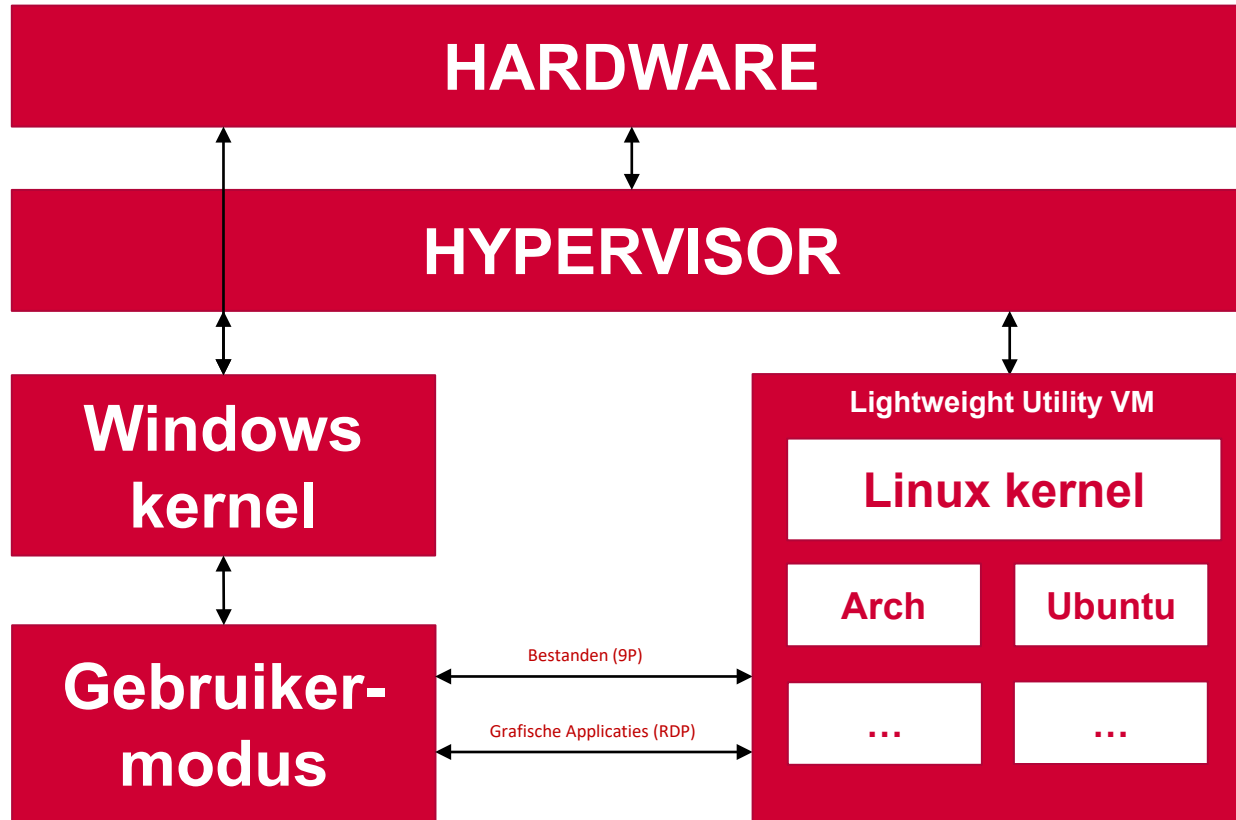 HARDWARE
HYPERVISOR
Windows
kernel
Gebruiker-
modus
Bestanden (9P)
Grafische Applicaties (RDP)
Lightweight Utility VM
Linux kernel
Arch
Ubuntu
...
...